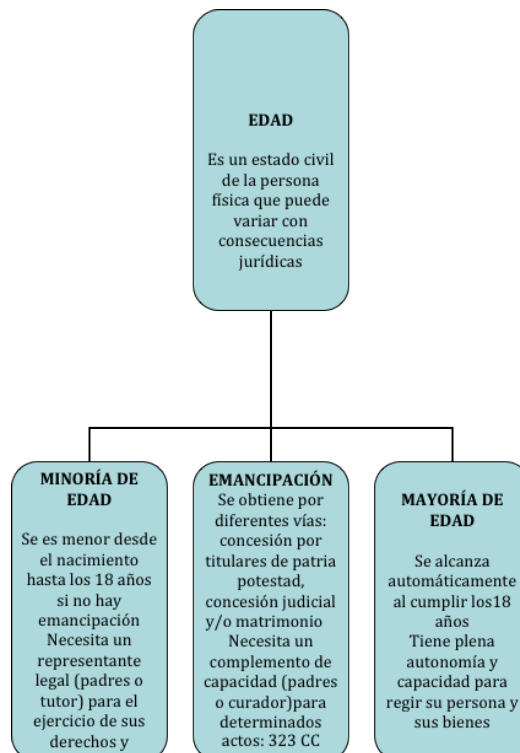 EDAD
Es un estado civil
de la persona
física que puede
variar con
consecuencias
jurídicas
MINORÍA DE
EDAD
Se es menor desde
el nacimiento
hasta los 18 años
si no hay
emancipación
Necesita un
representante
legal (padres o
tutor) para el
ejercicio de sus
derechos y
EMANCIPACIÓN
Se obtiene por
diferentes vías:
concesión por
titulares de patria
potestad,
concesión judicial
y/o matrimonio
Necesita un
complemento de
capacidad (padres
o curador)para
determinados
actos: 323 CC
MAYORÍA DE
EDAD
Se alcanza
automáticamente
al cumplir los18
años
Tiene plena
autonomía y
capacidad para
regir su persona y
sus bienes